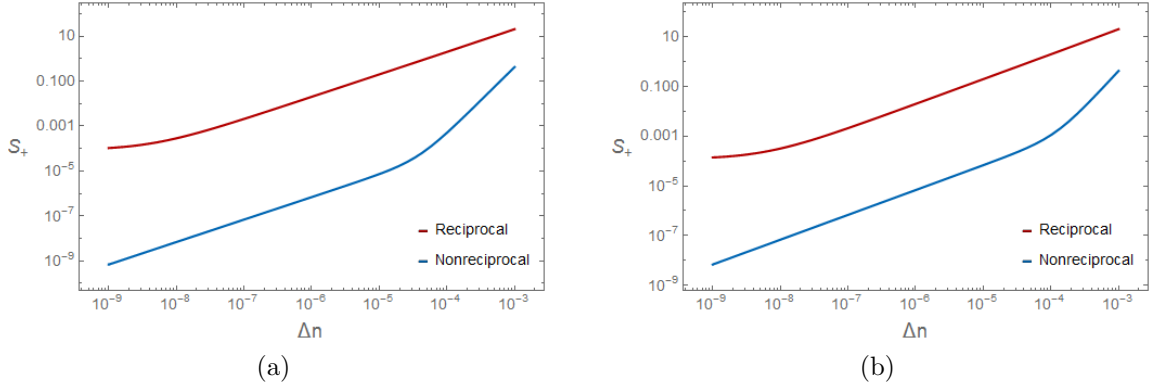 10
0.100
0.001
S₊
10⁻⁵
10⁻⁷
10⁻⁹
Reciprocal
Nonreciprocal
10⁻⁹ 10⁻⁸ 10⁻⁷ 10⁻⁶ 10⁻⁵ 10⁻⁴ 10⁻³
Δn
(a)
10
0.100
0.001
S₊
10⁻⁵
10⁻⁷
10⁻⁹
Reciprocal
Nonreciprocal
10⁻⁹ 10⁻⁸ 10⁻⁷ 10⁻⁶ 10⁻⁵ 10⁻⁴ 10⁻³
Δn
(b)